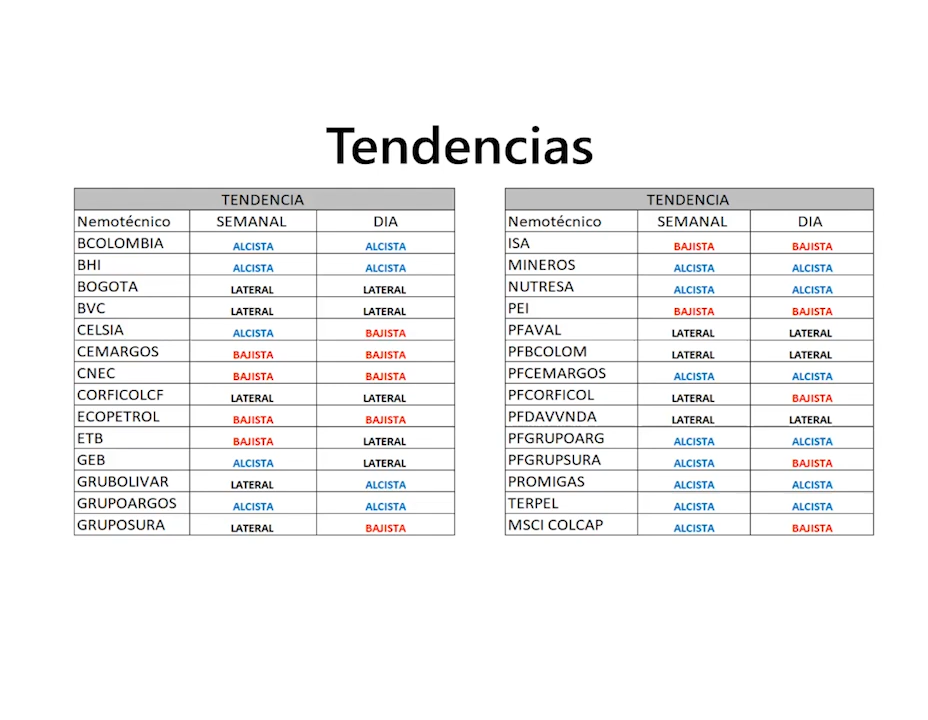 Tendencias
TENDENCIA
Nemotécnico SEMANAL DIA
BCOLOMBIA ALCISTA ALCISTA
BHI ALCISTA ALCISTA
BOGOTA LATERAL LATERAL
BVC LATERAL LATERAL
CELSIA ALCISTA BAJISTA
CEMARGOS BAJISTA BAJISTA
CNEC BAJISTA BAJISTA
CORFICOLCF LATERAL LATERAL
ECOPETROL BAJISTA BAJISTA
ETB BAJISTA LATERAL
GEB ALCISTA LATERAL
GRUBOLIVAR LATERAL ALCISTA
GRUPOARGOS ALCISTA ALCISTA
GRUPOSURA LATERAL BAJISTA
TENDENCIA
Nemotécnico SEMANAL DIA
ISA BAJISTA BAJISTA
MINEROS ALCISTA ALCISTA
NUTRESA ALCISTA ALCISTA
PEI BAJISTA BAJISTA
PFAVAL LATERAL LATERAL
PFBCOLOM LATERAL LATERAL
PFCEMARGOS ALCISTA ALCISTA
PFCORFICOL LATERAL BAJISTA
PFDAVVNDA LATERAL LATERAL
PFGRUPOARG ALCISTA ALCISTA
PFGRUPSURA ALCISTA BAJISTA
PROMIGAS ALCISTA ALCISTA
TERPEL ALCISTA ALCISTA
MSCI COLCAP ALCISTA BAJISTA